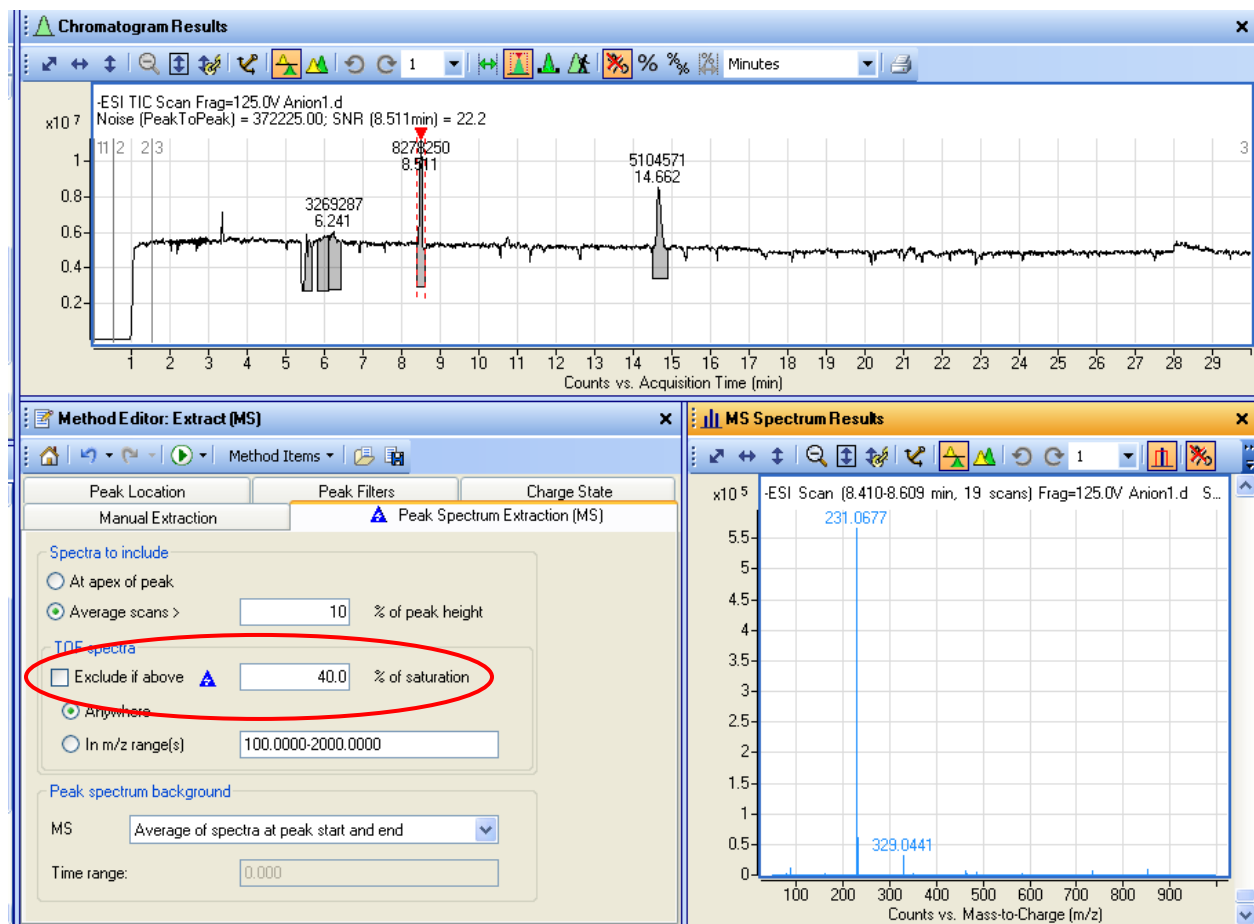 Chromatogram Results
1 Minutes
-ESI TIC Scan Frag=125.0V Anion1.d
Noise (PeakToPeak) = 372225.00; SNR (8.511min) = 22.2
x10 7
1 1 2 2 3 3
8278250
8.511
5104571
14.662
3269287
6.241
1
0.8
0.6
0.4
0.2
1 2 3 4 5 6 7 8 9 10 11 12 13 14 15 16 17 18 19 20 21 22 23 24 25 26 27 28 29
Counts vs. Acquisition Time (min)
Method Editor: Extract (MS)
Method Items
Peak Location Peak Filters Charge State
Manual Extraction Peak Spectrum Extraction (MS)
Spectra to include
At apex of peak
Average scans > 10 % of peak height
TOF spectra
Exclude if above 40.0 % of saturation
Anywhere
In m/z range(s) 100.0000-2000.0000
Peak spectrum background
MS Average of spectra at peak start and end
Time range: 0.000
MS Spectrum Results
1
x10 5 -ESI Scan (8.410-8.609 min, 19 scans) Frag=125.0V Anion1.d S...
231.0677
5.5
5
4.5
4
3.5
3
2.5
2
1.5
1
0.5
0
329.0441
100 200 300 400 500 600 700 800 900
Counts vs. Mass-to-Charge (m/z)